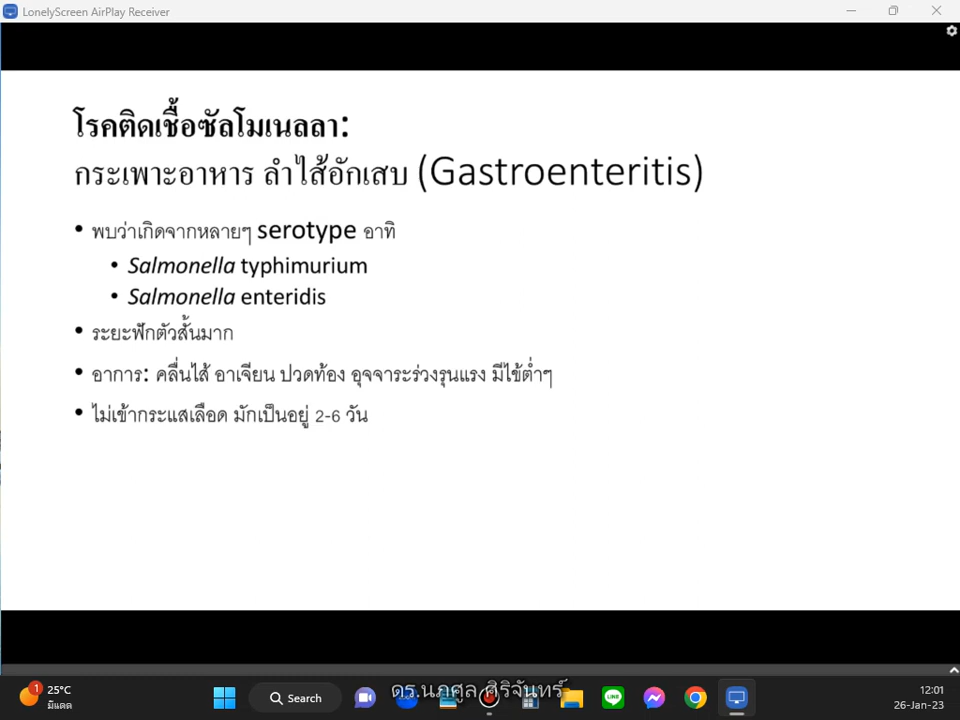 LonelyScreen AirPlay Receiver
โรคติดเชื้อซัลโมเนลลา:
กระเพาะอาหาร ลำไส้อักเสบ (Gastroenteritis)
• พบว่าเกิดจากหลายๆ serotype อาทิ
• Salmonella typhimurium
• Salmonella enteridis
• ระยะฟักตัวสั้นมาก
• อาการ: คลื่นไส้ อาเจียน ปวดท้อง อุจจาระร่วงรุนแรง มีไข้ต่ำๆ
• ไม่เข้ากระแสเลือด มักเป็นอยู่ 2-6 วัน
1
25°C
มีแดด
Search
ดร.นภศูล ศิริจันทร์
LINE
12:01
26-Jan-23